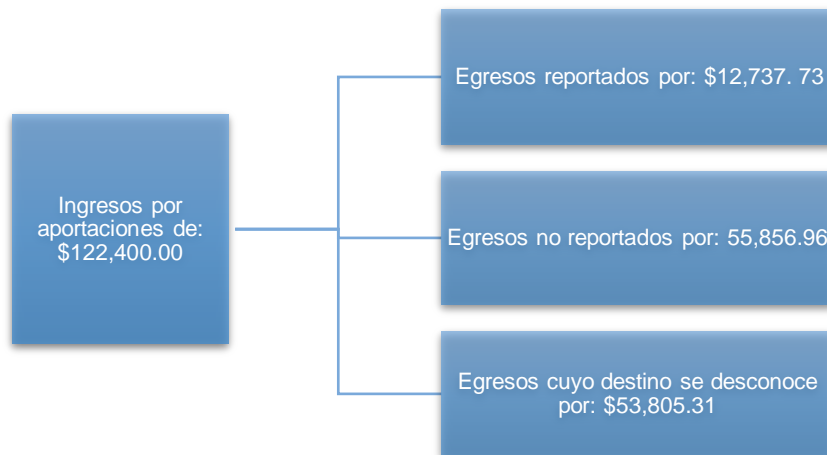 Ingresos por
aportaciones de:
$122,400.00
Egresos reportados por: $12,737. 73
Egresos no reportados por: 55,856.96
Egresos cuyo destino se desconoce
por: $53,805.31